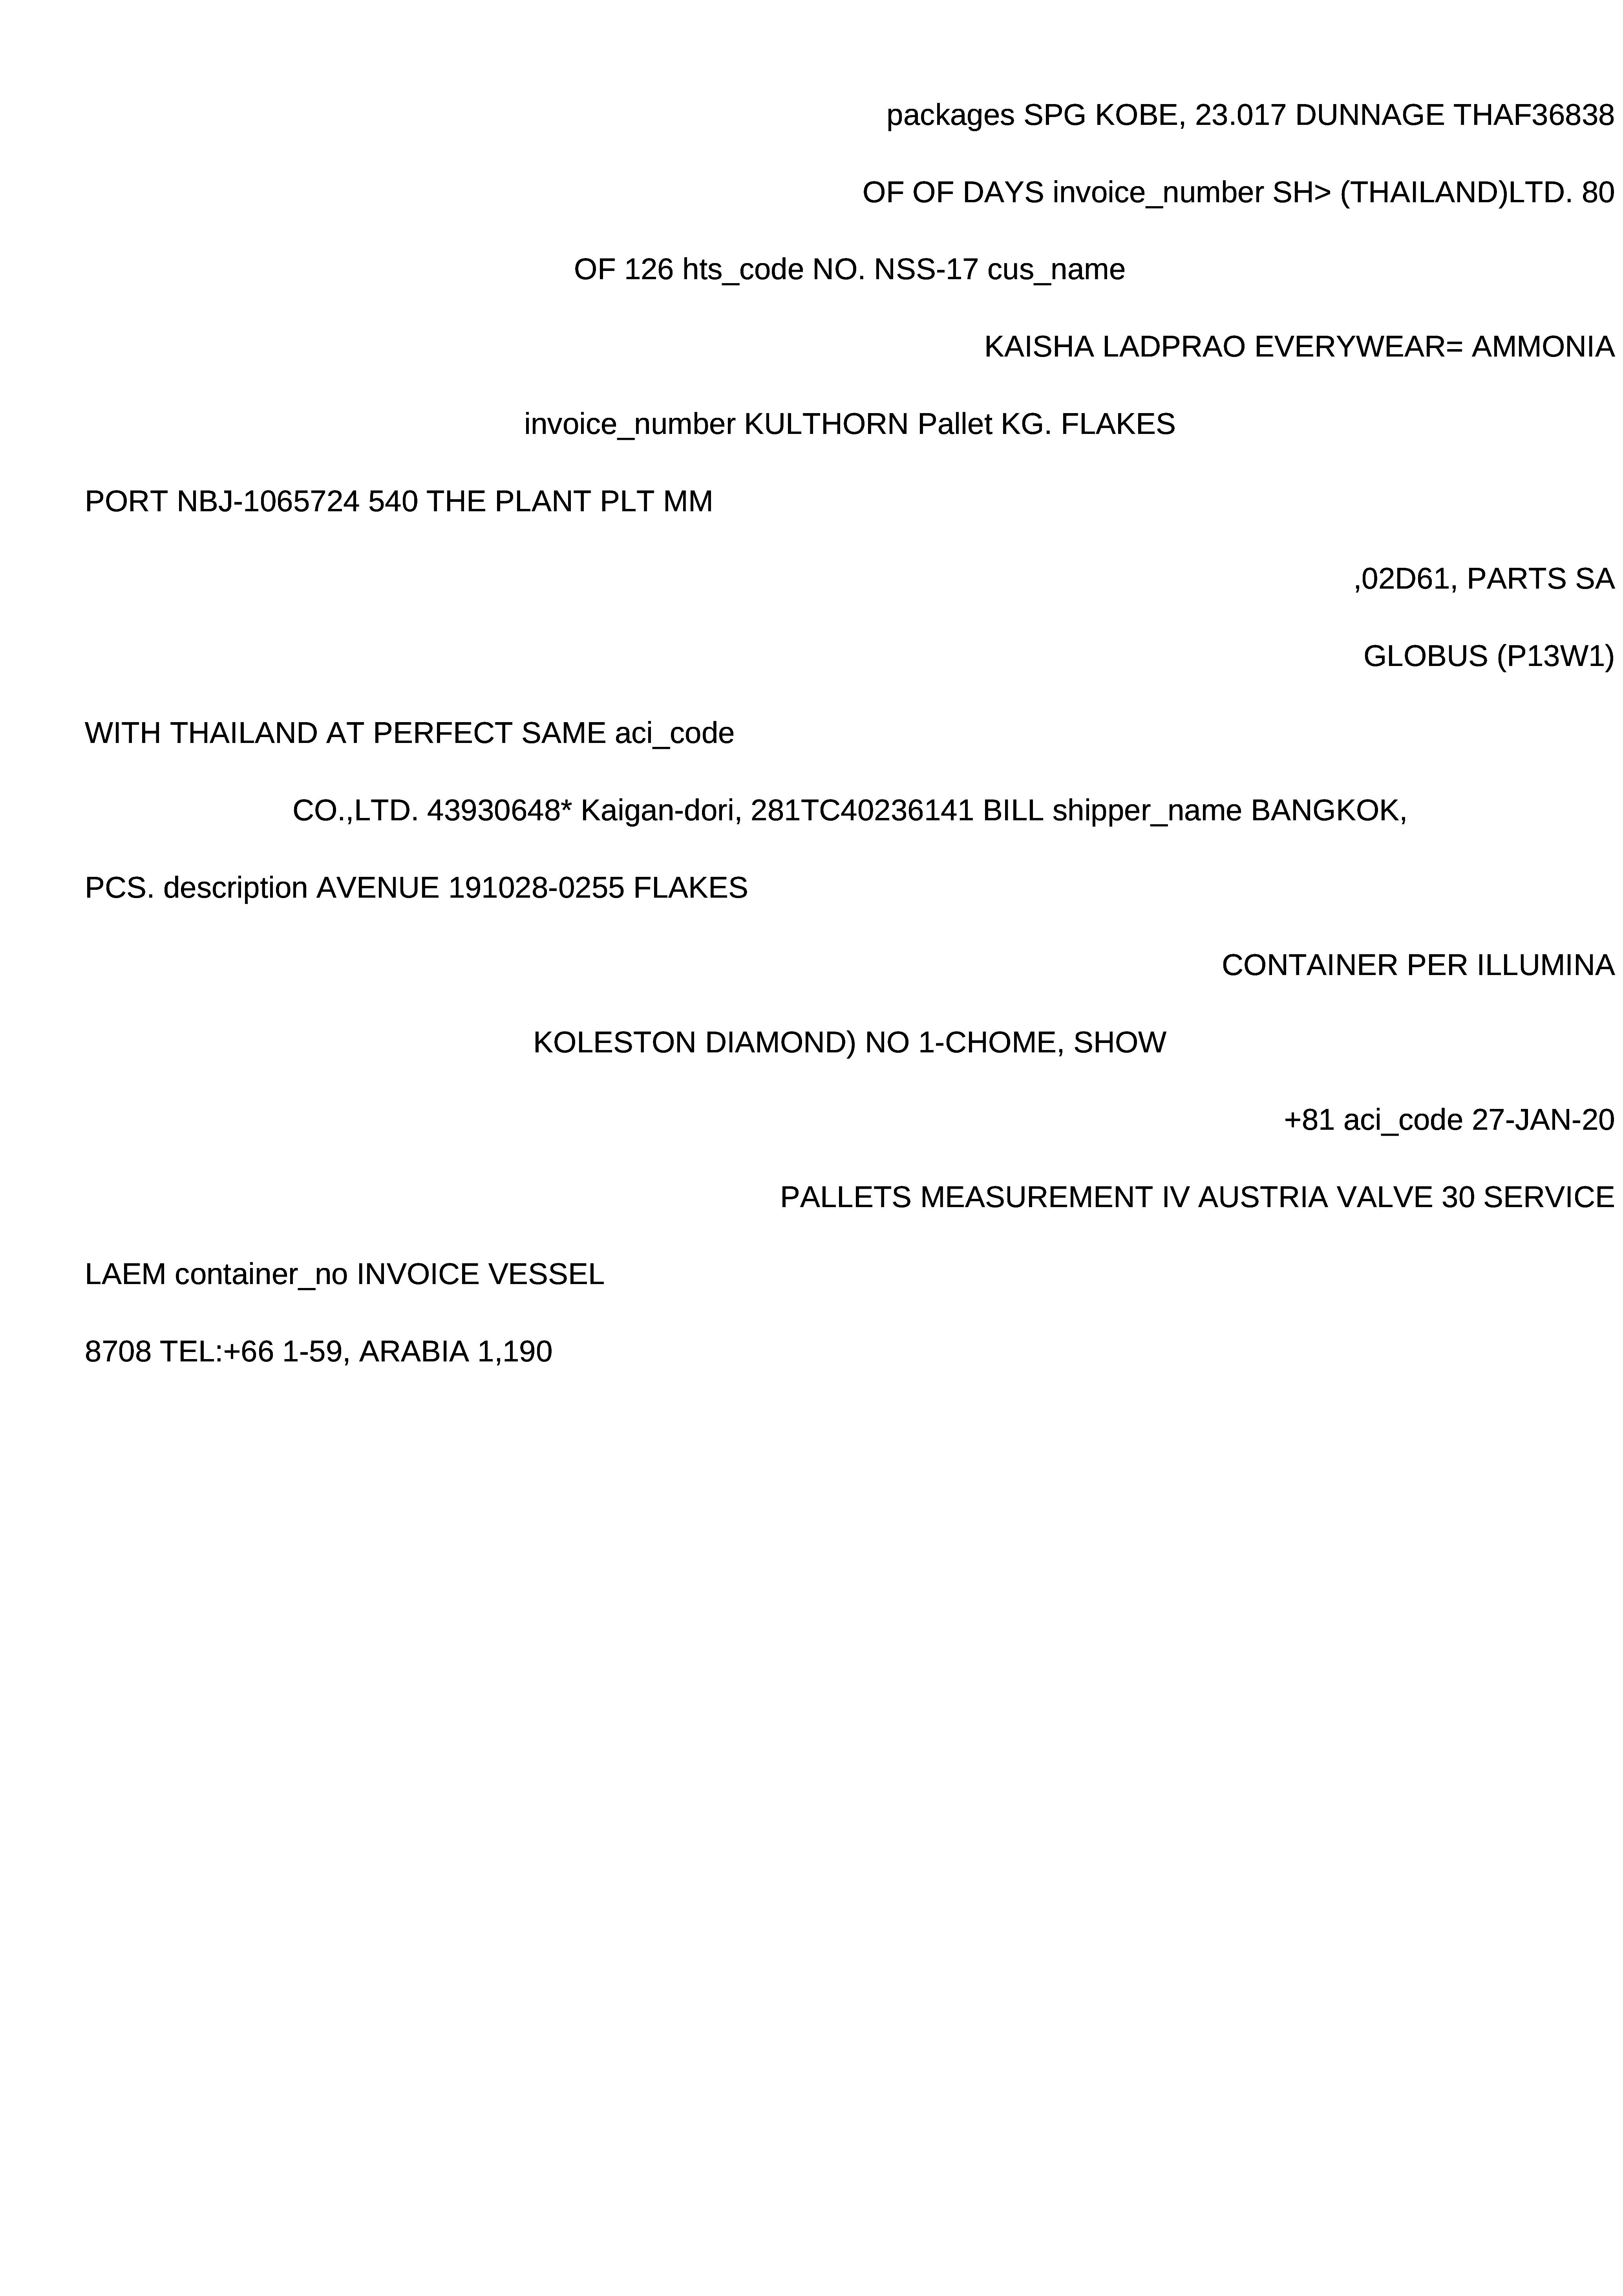 packages SPG KOBE, 23.017 DUNNAGE THAF36838
OF OF DAYS invoice_number SH> (THAILAND)LTD. 80
OF 126 hts_code NO. NSS-17 cus_name
KAISHA LADPRAO EVERYWEAR= AMMONIA
invoice_number KULTHORN Pallet KG. FLAKES
PORT NBJ-1065724 540 THE PLANT PLT MM
,02D61, PARTS SA
GLOBUS (P13W1)
WITH THAILAND AT PERFECT SAME aci_code
CO.,LTD. 43930648* Kaigan-dori, 281TC40236141 BILL shipper_name BANGKOK,
PCS. description AVENUE 191028-0255 FLAKES
CONTAINER PER ILLUMINA
KOLESTON DIAMOND) NO 1-CHOME, SHOW
+81 aci_code 27-JAN-20
PALLETS MEASUREMENT IV AUSTRIA VALVE 30 SERVICE
LAEM container_no INVOICE VESSEL
8708 TEL:+66 1-59, ARABIA 1,190